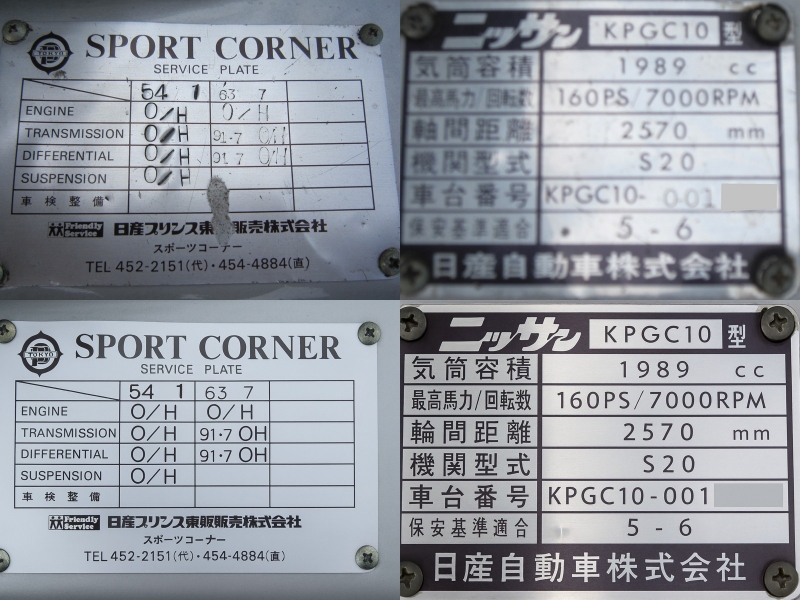 SPORT CORNER
TOKYO
SERVICE PLATE
54 1 63 7
ENGINE O/H O/H
TRANSMISSION O/H 91·7 OH
DIFFERENTIAL O/H 91·7 OH
SUSPENSION O/H
車検整備
Friendly Service 日産プリンス東京販売株式会社
スポーツコーナー
TEL 452-2151(代)・454-4884(直)
ニッサン KPGC10 型
気筒容積 1989 cc
最高馬力/回転数 160PS/7000RPM
軸間距離 2570 mm
機関型式 S20
車台番号 KPGC10-001
保安基準適合 5-6
日産自動車株式会社
SPORT CORNER
TOKYO
SERVICE PLATE
54 1 63 7
ENGINE O/H O/H
TRANSMISSION O/H 91·7 OH
DIFFERENTIAL O/H 91·7 OH
SUSPENSION O/H
車検整備
Friendly Service 日産プリンス東販販売株式会社
スポーツコーナー
TEL 452-2151(代)・454-4884(直)
ニッサン KPGC10 型
気筒容積 1989 cc
最高馬力/回転数 160PS/7000RPM
輪間距離 2570 mm
機関型式 S20
車台番号 KPGC10-001
保安基準適合 5-6
日産自動車株式会社